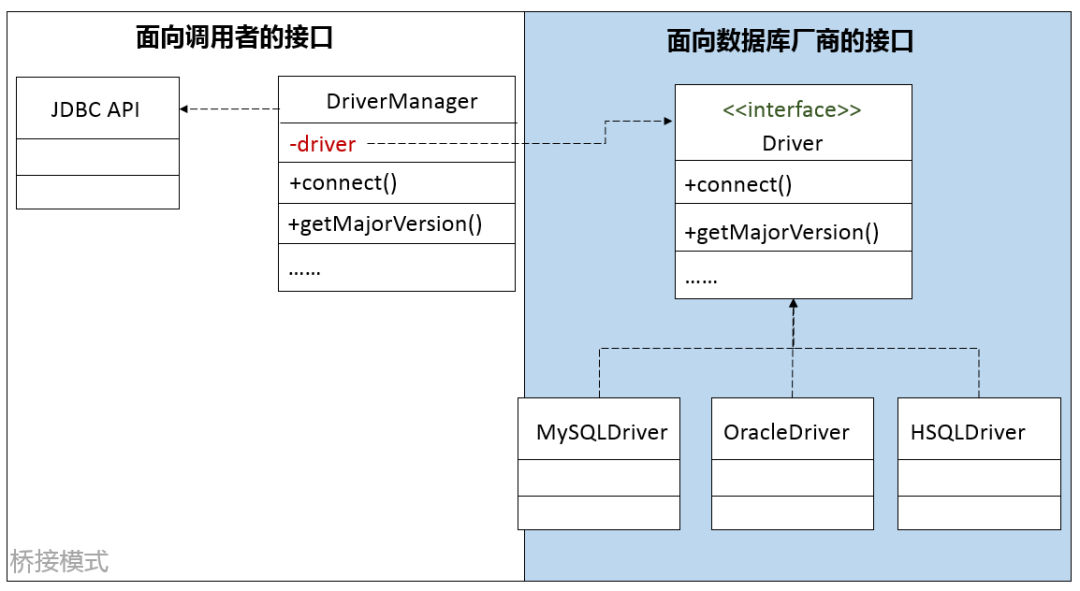 面向调用者的接口
面向数据库厂商的接口
JDBC API
DriverManager
-driver
+connect()
+getMajorVersion()
……
<<interface>>
Driver
+connect()
+getMajorVersion()
……
MySQLDriver
OracleDriver
HSQLDriver
桥接模式